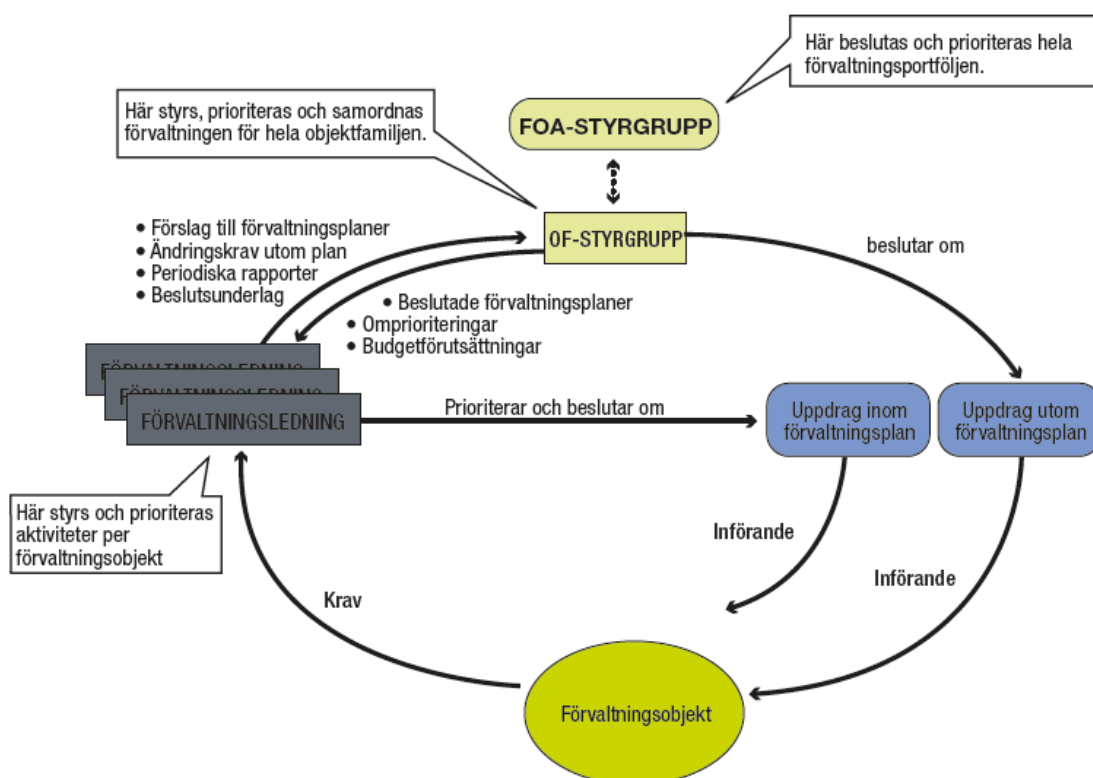 Här beslutas och prioriteras hela
förvaltningsportföljen.
Här styrs, prioriteras och samordnas
förvaltningen för hela objektfamiljen.
FOA-STYRGRUPP
• Förslag till förvaltningsplaner
• Ändringskrav utom plan
• Periodiska rapporter
• Beslutsunderlag
OF-STYRGRUPP
beslutar om
• Beslutade förvaltningsplaner
• Omprioriteringar
• Budgetförutsättningar
FÖRVALTNINGSLEDNING
FÖRVALTNINGSLEDNING
FÖRVALTNINGSLEDNING
Prioriterar och beslutar om
Uppdrag inom
förvaltningsplan
Uppdrag utom
förvaltningsplan
Här styrs och prioriteras
aktiviteter per
förvaltningsobjekt
Införande
Införande
Krav
Förvaltningsobjekt